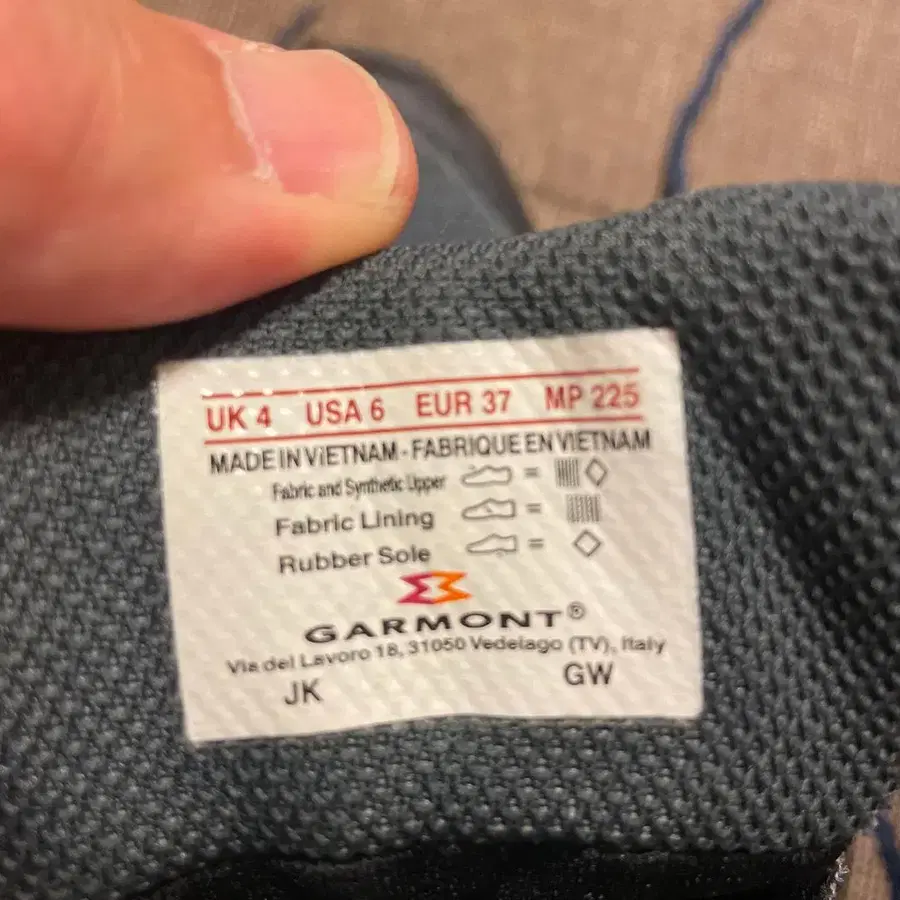 UK 4 USA 6 EUR 37 MP 225
MADE IN VIETNAM - FABRIQUE EN VIETNAM
Fabric and Synthetic Upper =
Fabric Lining =
Rubber Sole =
GARMONT®
Via del Lavoro 18, 31050 Vedelago (TV), Italy
JK GW